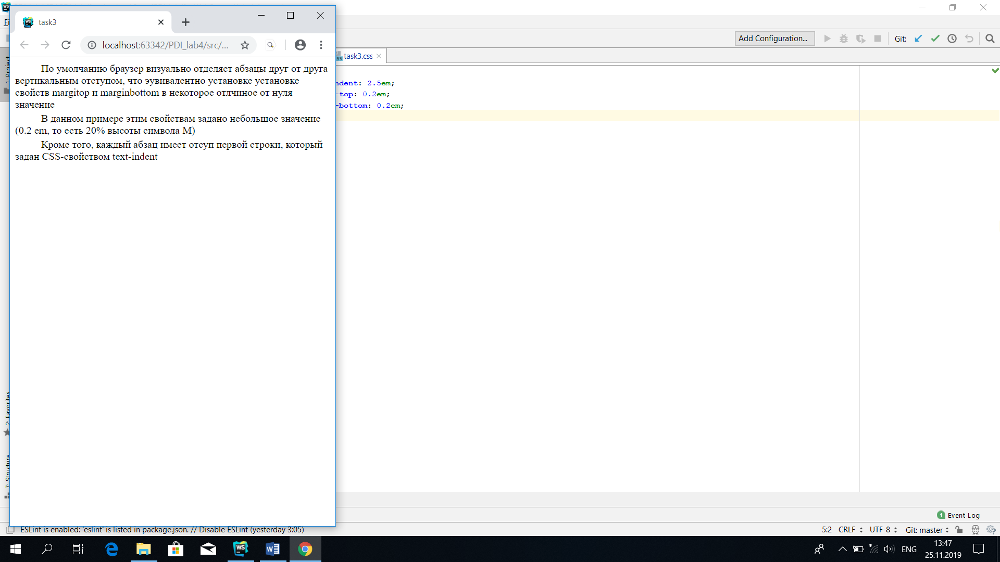 task3
localhost:63342/PDI_lab4/src/...
По умолчанию браузер визуально отделяет абзацы друг от друга
вертикальным отступом, что эувивалентно установке установке
свойств margitop и marginbottom в некоторое отлчиное от нуля
значение
В данном примере этим свойствам задано небольшое значение
(0.2 em, то есть 20% высоты символа M)
Кроме того, каждый абзац имеет отсуп первой строки, который
задан CSS-свойством text-indent
Add Configuration...
Git:
task3.css
ndent: 2.5em;
-top: 0.2em;
-bottom: 0.2em;
1: Project
2: Favorites
7: Structure
1 Event Log
ESLint is enabled: 'eslint' is listed in package.json. // Disable ESLint (yesterday 3:05)
5:2 CRLF UTF-8 Git: master
ENG
13:47
25.11.2019